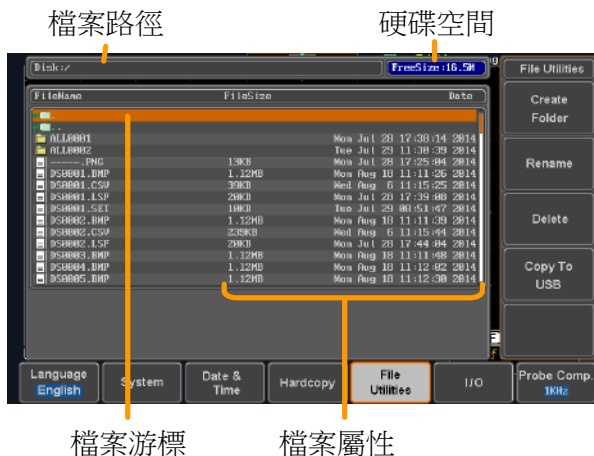 檔案路徑
硬碟空間
Disk:/
FreeSize:16.5M
File Utilities
FileName FileSize Date
.
..
ALL0001 Mon Jul 28 17:38:14 2014
ALL0002 Tue Jul 29 11:30:39 2014
-----.PNG 13KB Mon Jul 28 17:25:04 2014
DS0001.BMP 1.12MB Mon Aug 18 11:11:26 2014
DS0001.CSV 39KB Wed Aug 6 11:15:25 2014
DS0001.LSF 20KB Mon Jul 28 17:39:08 2014
DS0001.SET 10KB Tue Jul 29 08:51:47 2014
DS0002.BMP 1.12MB Mon Aug 18 11:11:39 2014
DS0002.CSV 239KB Wed Aug 6 11:15:44 2014
DS0002.LSF 20KB Mon Jul 28 17:44:04 2014
DS0003.BMP 1.12MB Mon Aug 18 11:11:48 2014
DS0004.BMP 1.12MB Mon Aug 18 11:12:02 2014
DS0005.BMP 1.12MB Mon Aug 18 11:12:30 2014
Create
Folder
Rename
Delete
Copy To
USB
Language
English
System
Date &
Time
Hardcopy
File
Utilities
I/O
Probe Comp.
1KHz
檔案游標
檔案屬性